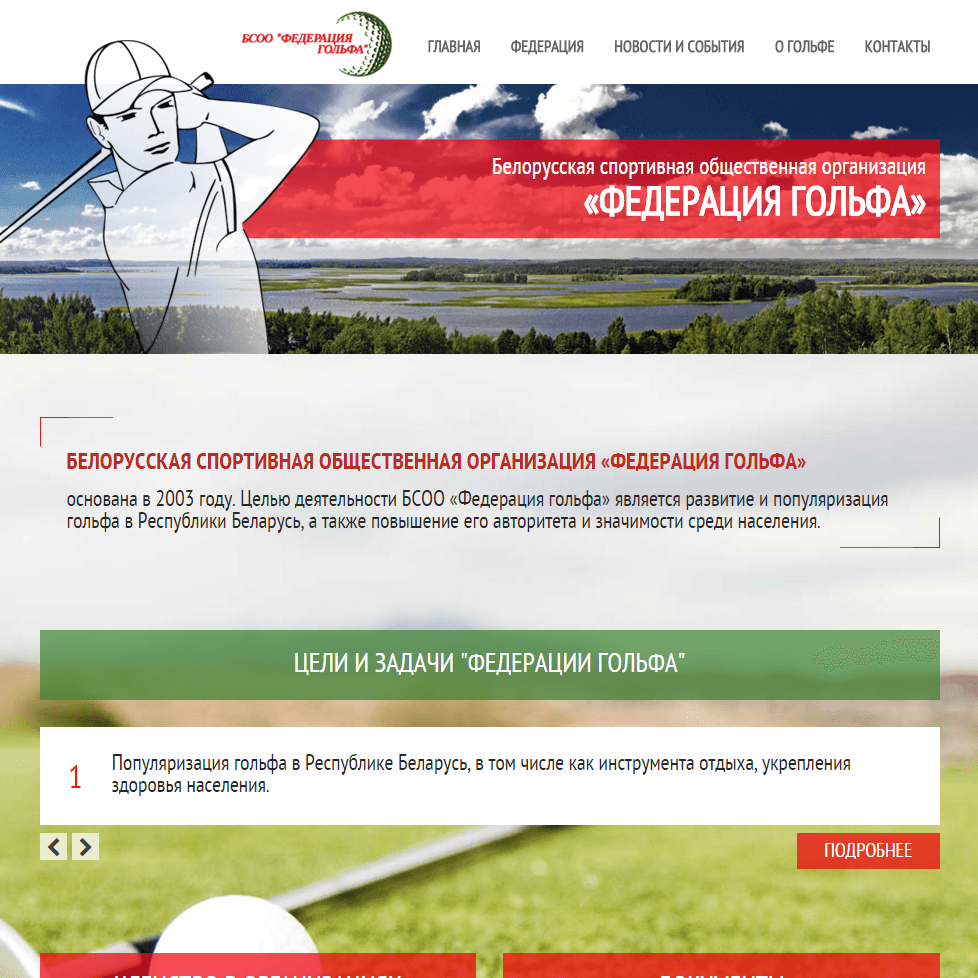 БСОО "ФЕДЕРАЦИЯ
ГОЛЬФА"
ГЛАВНАЯ ФЕДЕРАЦИЯ НОВОСТИ И СОБЫТИЯ О ГОЛЬФЕ КОНТАКТЫ
Белорусская спортивная общественная организация
«ФЕДЕРАЦИЯ ГОЛЬФА»
БЕЛОРУССКАЯ СПОРТИВНАЯ ОБЩЕСТВЕННАЯ ОРГАНИЗАЦИЯ «ФЕДЕРАЦИЯ ГОЛЬФА»
основана в 2003 году. Целью деятельности БСОО «Федерация гольфа» является развитие и популяризация
гольфа в Республики Беларусь, а также повышение его авторитета и значимости среди населения.
ЦЕЛИ И ЗАДАЧИ "ФЕДЕРАЦИИ ГОЛЬФА"
1
Популяризация гольфа в Республике Беларусь, в том числе как инструмента отдыха, укрепления
здоровья населения.
ПОДРОБНЕЕ
ЧЛЕНСТВО В ОРГАНИЗАЦИЯХ
ДОКУМЕНТЫ